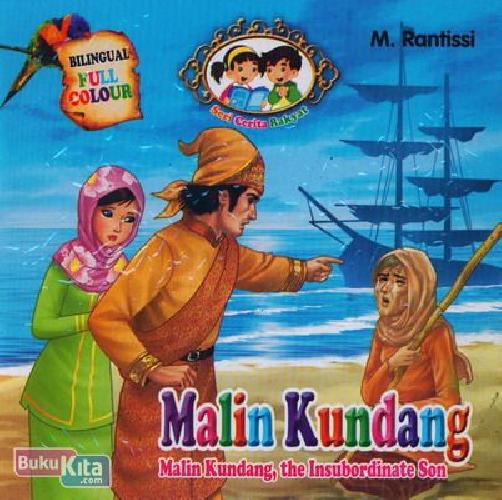 M. Rantissi
BILINGUAL
FULL
COLOUR
Seri Cerita Rakyat
Malin Kundang
Malin Kundang, the Insubordinate Son
BukuKita
.com